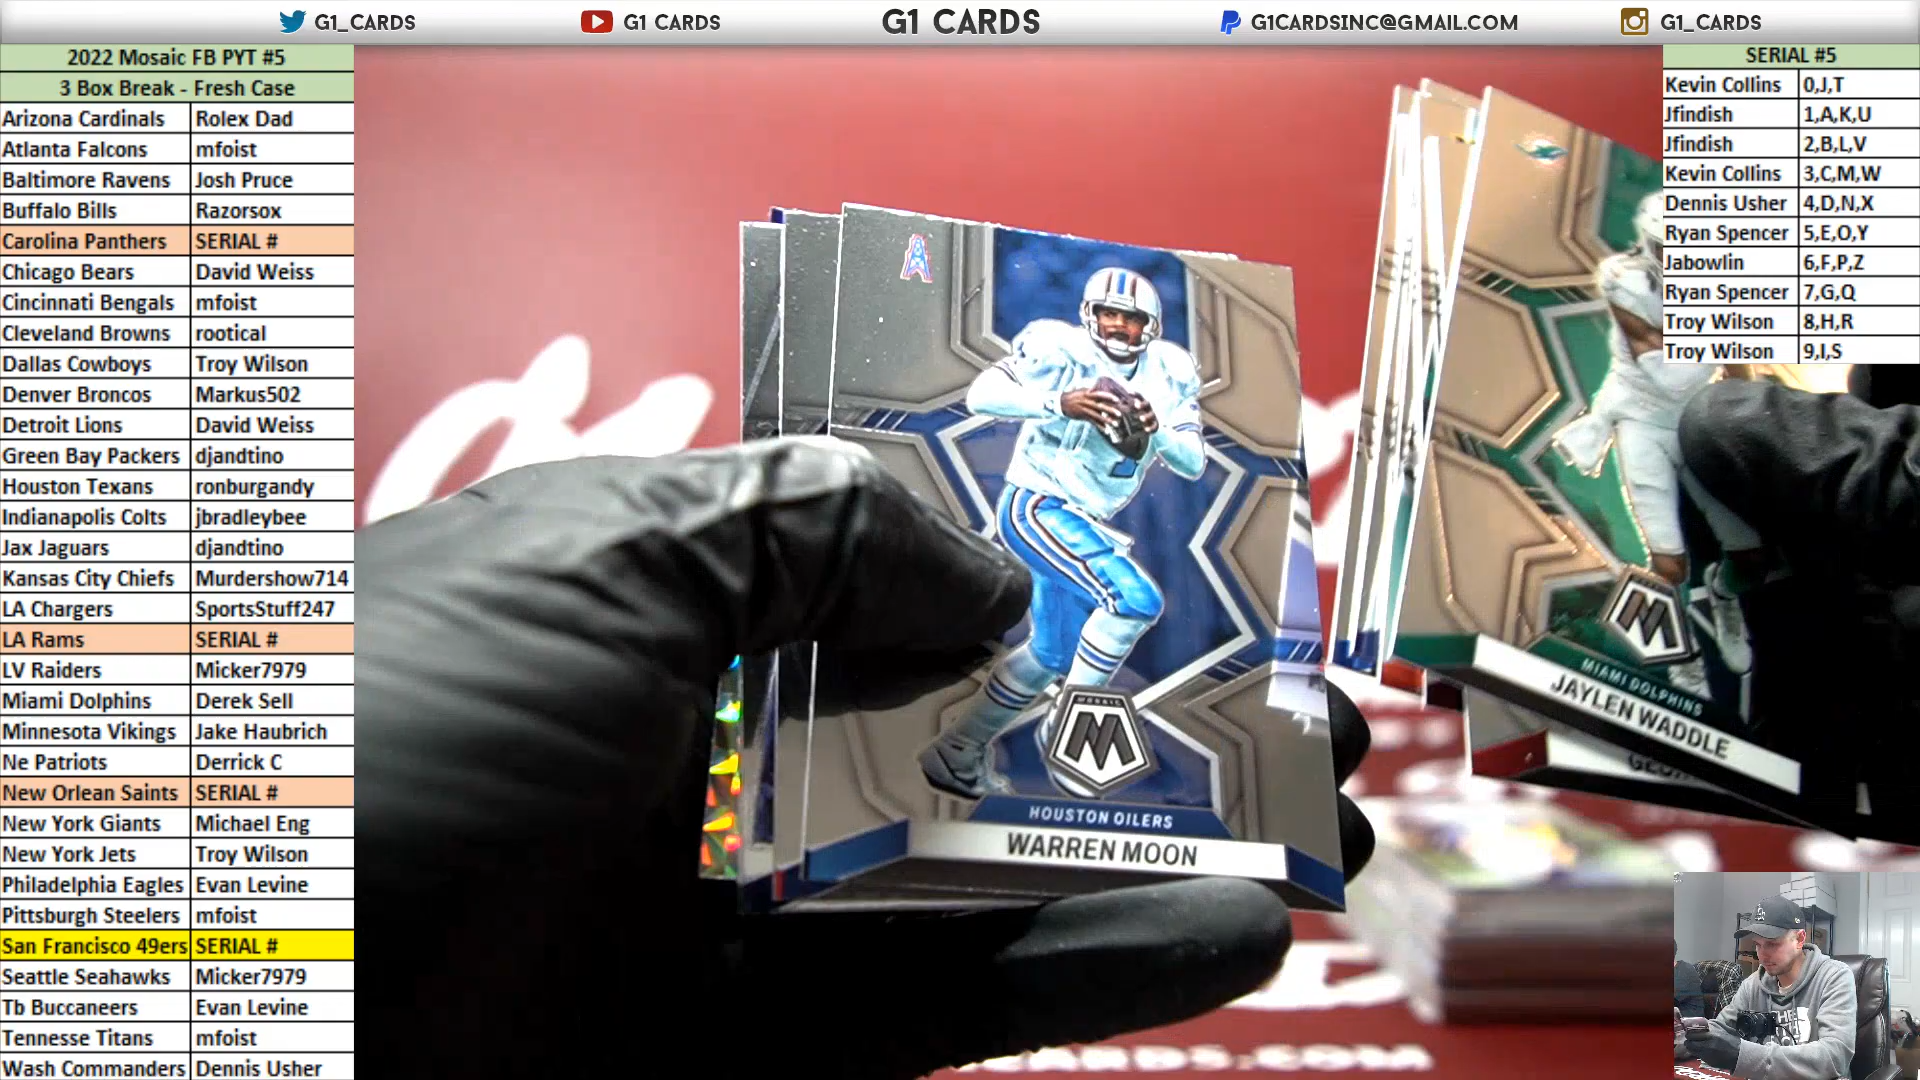 G1_CARDS
G1 CARDS
G1 CARDS
G1CARDSINC@GMAIL.COM
G1_CARDS
2022 Mosaic FB PYT #5
3 Box Break - Fresh Case
Arizona Cardinals Rolex Dad
Atlanta Falcons mfoist
Baltimore Ravens Josh Pruce
Buffalo Bills Razorsox
Carolina Panthers SERIAL #
Chicago Bears David Weiss
Cincinnati Bengals mfoist
Cleveland Browns rootical
Dallas Cowboys Troy Wilson
Denver Broncos Markus502
Detroit Lions David Weiss
Green Bay Packers djandtino
Houston Texans ronburgandy
Indianapolis Colts jbradleybee
Jax Jaguars djandtino
Kansas City Chiefs Murdershow714
LA Chargers SportsStuff247
LA Rams SERIAL #
LV Raiders Micker7979
Miami Dolphins Derek Sell
Minnesota Vikings Jake Haubrich
Ne Patriots Derrick C
New Orlean Saints SERIAL #
New York Giants Michael Eng
New York Jets Troy Wilson
Philadelphia Eagles Evan Levine
Pittsburgh Steelers mfoist
San Francisco 49ers SERIAL #
Seattle Seahawks Micker7979
Tb Buccaneers Evan Levine
Tennesse Titans mfoist
Wash Commanders Dennis Usher
SERIAL #5
Kevin Collins 0,J,T
Jfindish 1,A,K,U
Jfindish 2,B,L,V
Kevin Collins 3,C,M,W
Dennis Usher 4,D,N,X
Ryan Spencer 5,E,O,Y
Jabowlin 6,F,P,Z
Ryan Spencer 7,G,Q
Troy Wilson 8,H,R
Troy Wilson 9,I,S
MOSAIC
M
HOUSTON OILERS
WARREN MOON
M
MIAMI DOLPHINS
JAYLEN WADDLE